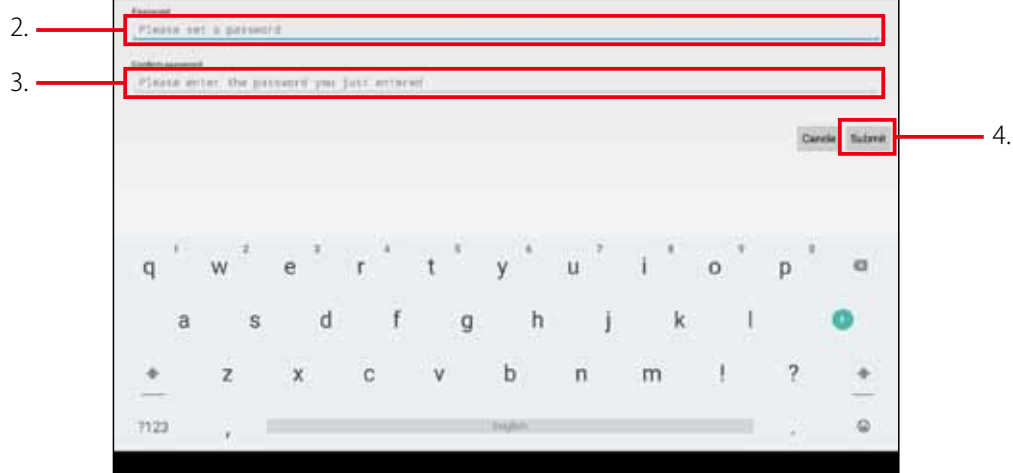 Password
2.
Please set a password
Confirm password
3.
Please enter the password you just entered
Cancle
Submit
4.
1 2 3 4 5 6 7 8 9 0
q w e r t y u i o p
a s d f g h j k l
z x c v b n m ! ?
?123 , English .